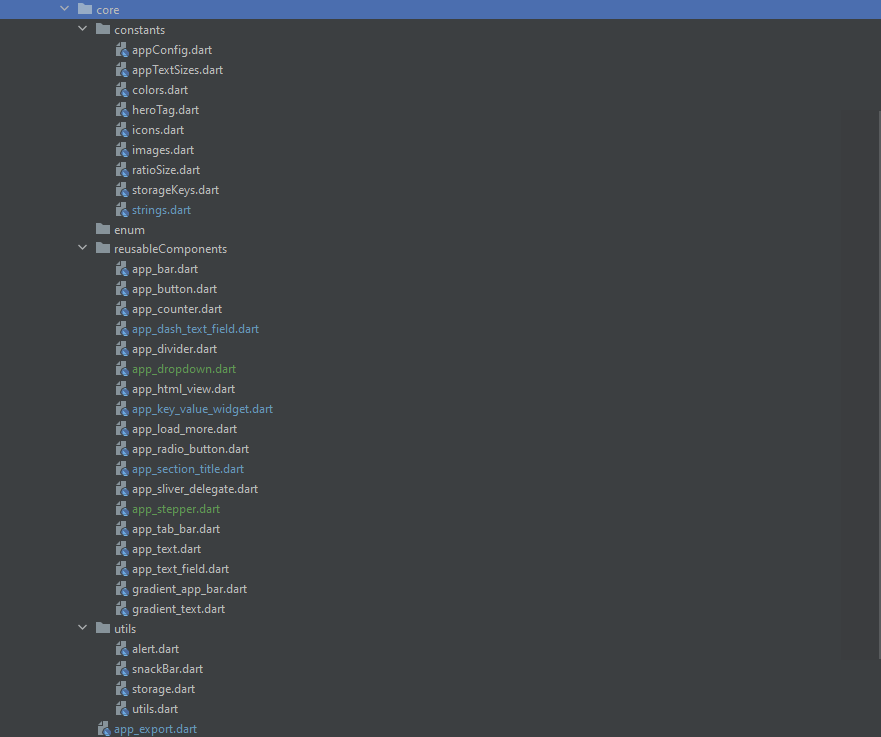 core
constants
appConfig.dart
appTextSizes.dart
colors.dart
heroTag.dart
icons.dart
images.dart
ratioSize.dart
storageKeys.dart
strings.dart
enum
reusableComponents
app_bar.dart
app_button.dart
app_counter.dart
app_dash_text_field.dart
app_divider.dart
app_dropdown.dart
app_html_view.dart
app_key_value_widget.dart
app_load_more.dart
app_radio_button.dart
app_section_title.dart
app_sliver_delegate.dart
app_stepper.dart
app_tab_bar.dart
app_text.dart
app_text_field.dart
gradient_app_bar.dart
gradient_text.dart
utils
alert.dart
snackBar.dart
storage.dart
utils.dart
app_export.dart